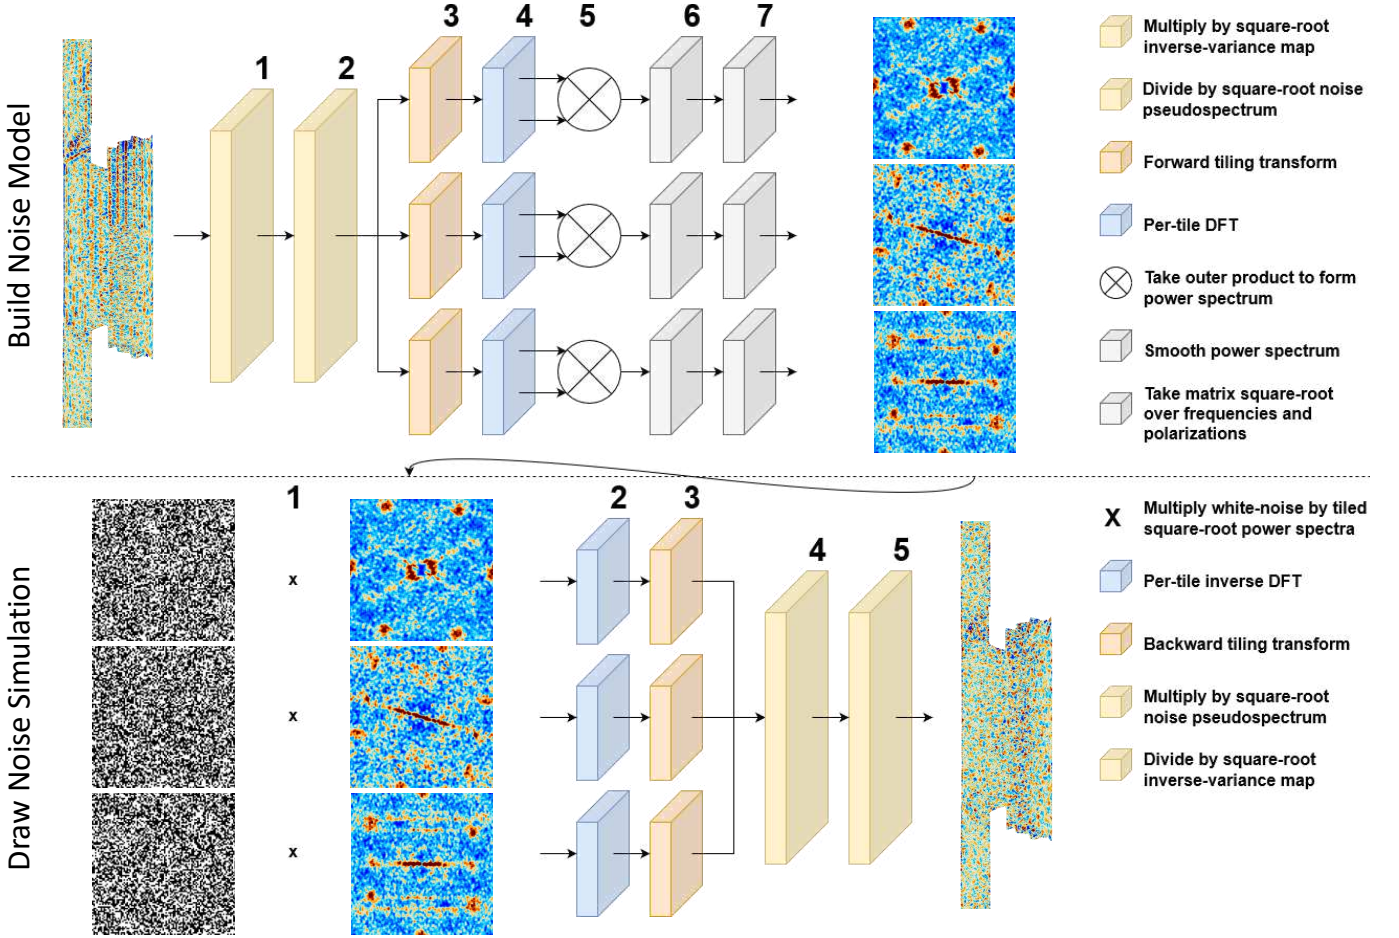 Build Noise Model
1
2
3
4
5
6
7
Multiply by square-root
inverse-variance map
Divide by square-root noise
pseudospectrum
Forward tiling transform
Per-tile DFT
Take outer product to form
power spectrum
Smooth power spectrum
Take matrix square-root
over frequencies and
polarizations
Draw Noise Simulation
1
x
x
x
2
3
4
5
X
Multiply white-noise by tiled
square-root power spectra
Per-tile inverse DFT
Backward tiling transform
Multiply by square-root
noise pseudospectrum
Divide by square-root
inverse-variance map